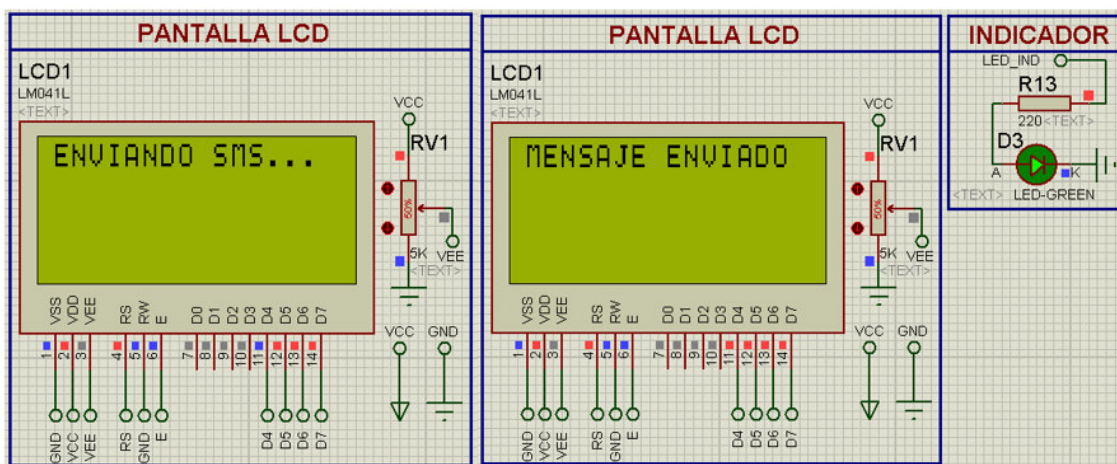 PANTALLA LCD
LCD1
LM041L
<TEXT>
ENVIANDO SMS...
VCC
RV1
50%
5K
<TEXT>
VEE
VSS VDD VEE RS RW E D0 D1 D2 D3 D4 D5 D6 D7
1 2 3 4 5 6 7 8 9 10 11 12 13 14
VCC GND
GND VCC VEE RS GND E D4 D5 D6 D7
PANTALLA LCD
LCD1
LM041L
<TEXT>
MENSAJE ENVIADO
VCC
RV1
50%
5K
<TEXT>
VEE
VSS VDD VEE RS RW E D0 D1 D2 D3 D4 D5 D6 D7
1 2 3 4 5 6 7 8 9 10 11 12 13 14
VCC GND
GND VCC VEE RS GND E D4 D5 D6 D7
INDICADOR
LED_IND
R13
220 <TEXT>
D3
A K
<TEXT> LED-GREEN